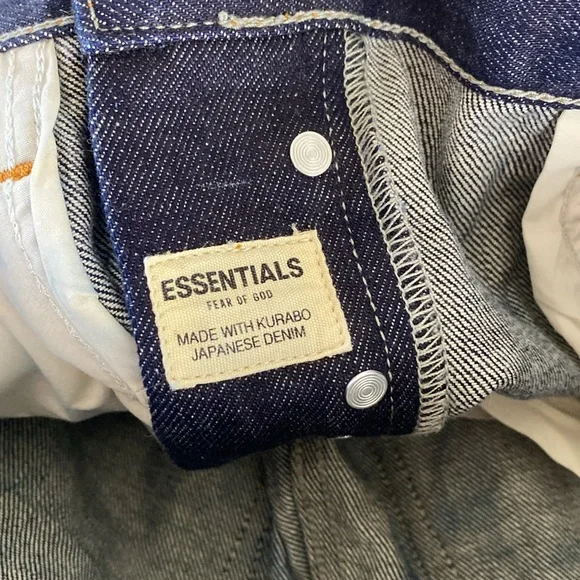 ESSENTIALS
FEAR OF GOD
MADE WITH KURABO
JAPANESE DENIM